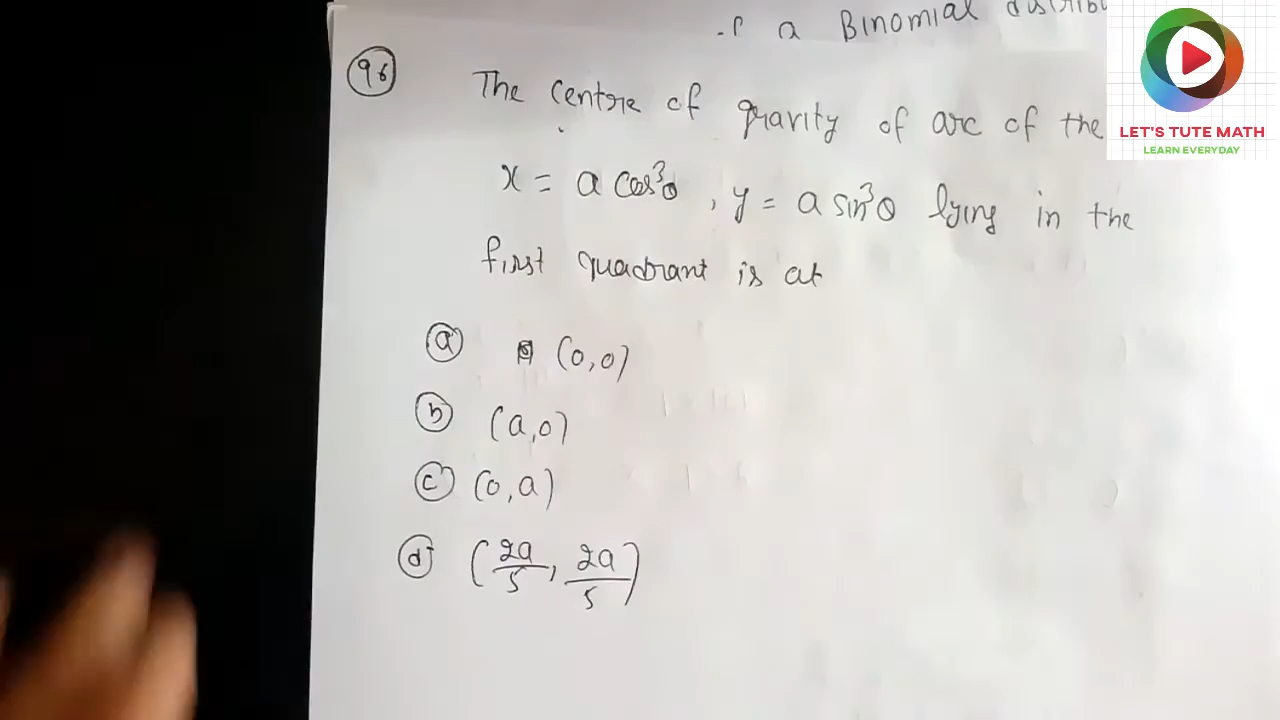 a Binomial
LET'S TUTE MATH
LEARN EVERYDAY
96
The Centre of gravity of arc of the
x = a cos³θ , y = a sin³θ lying in the
first quadrant is at
a (0,0)
b (a,0)
c (0,a)
d (2a/5, 2a/5)